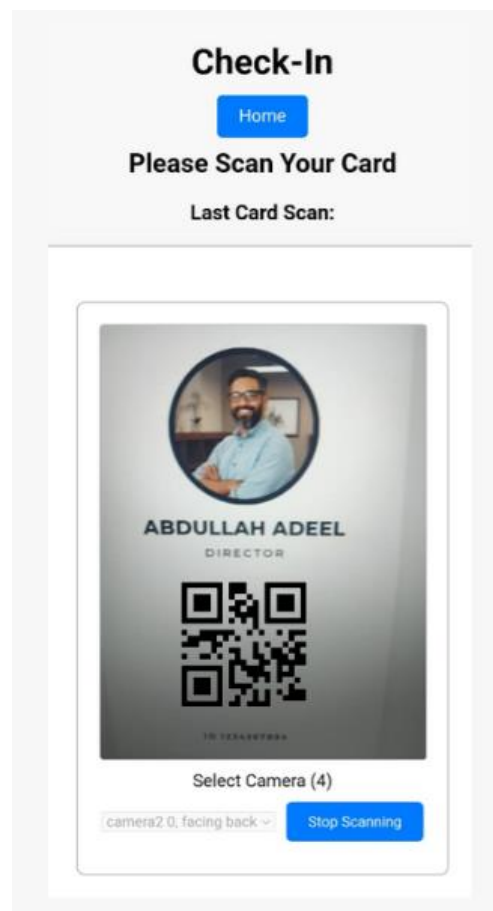 Check-In
Home
Please Scan Your Card
Last Card Scan:
ABDULLAH ADEEL
DIRECTOR
Select Camera (4)
camera2 0, facing back
Stop Scanning